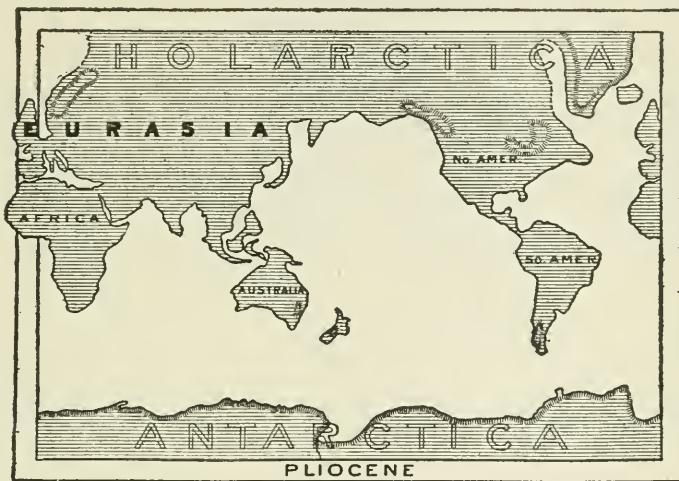 HOLARCTICA
EURASIA
No. AMER.
AFRICA
SO. AMER.
AUSTRALIA
ANTARCTICA
PLIOCENE